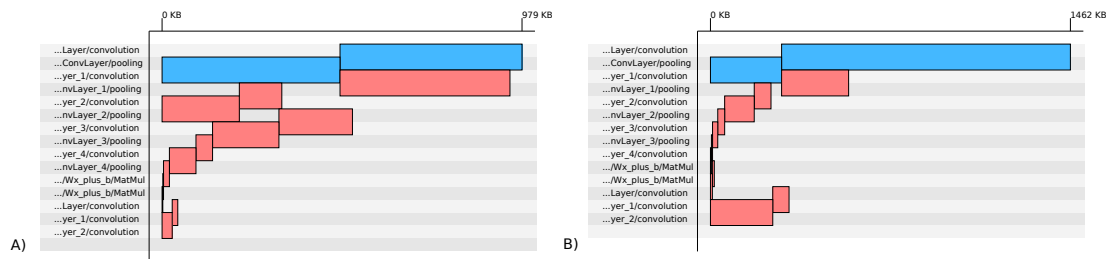 0 KB 979 KB
...Layer/convolution
...ConvLayer/pooling
...yer_1/convolution
...nvLayer_1/pooling
...yer_2/convolution
...nvLayer_2/pooling
...yer_3/convolution
...nvLayer_3/pooling
...yer_4/convolution
...nvLayer_4/pooling
.../Wx_plus_b/MatMul
.../Wx_plus_b/MatMul
...Layer/convolution
...yer_1/convolution
...yer_2/convolution
A)
0 KB 1462 KB
...Layer/convolution
...ConvLayer/pooling
...yer_1/convolution
...nvLayer_1/pooling
...yer_2/convolution
...nvLayer_2/pooling
...yer_3/convolution
...nvLayer_3/pooling
...yer_4/convolution
.../Wx_plus_b/MatMul
.../Wx_plus_b/MatMul
...Layer/convolution
...yer_1/convolution
...yer_2/convolution
B)